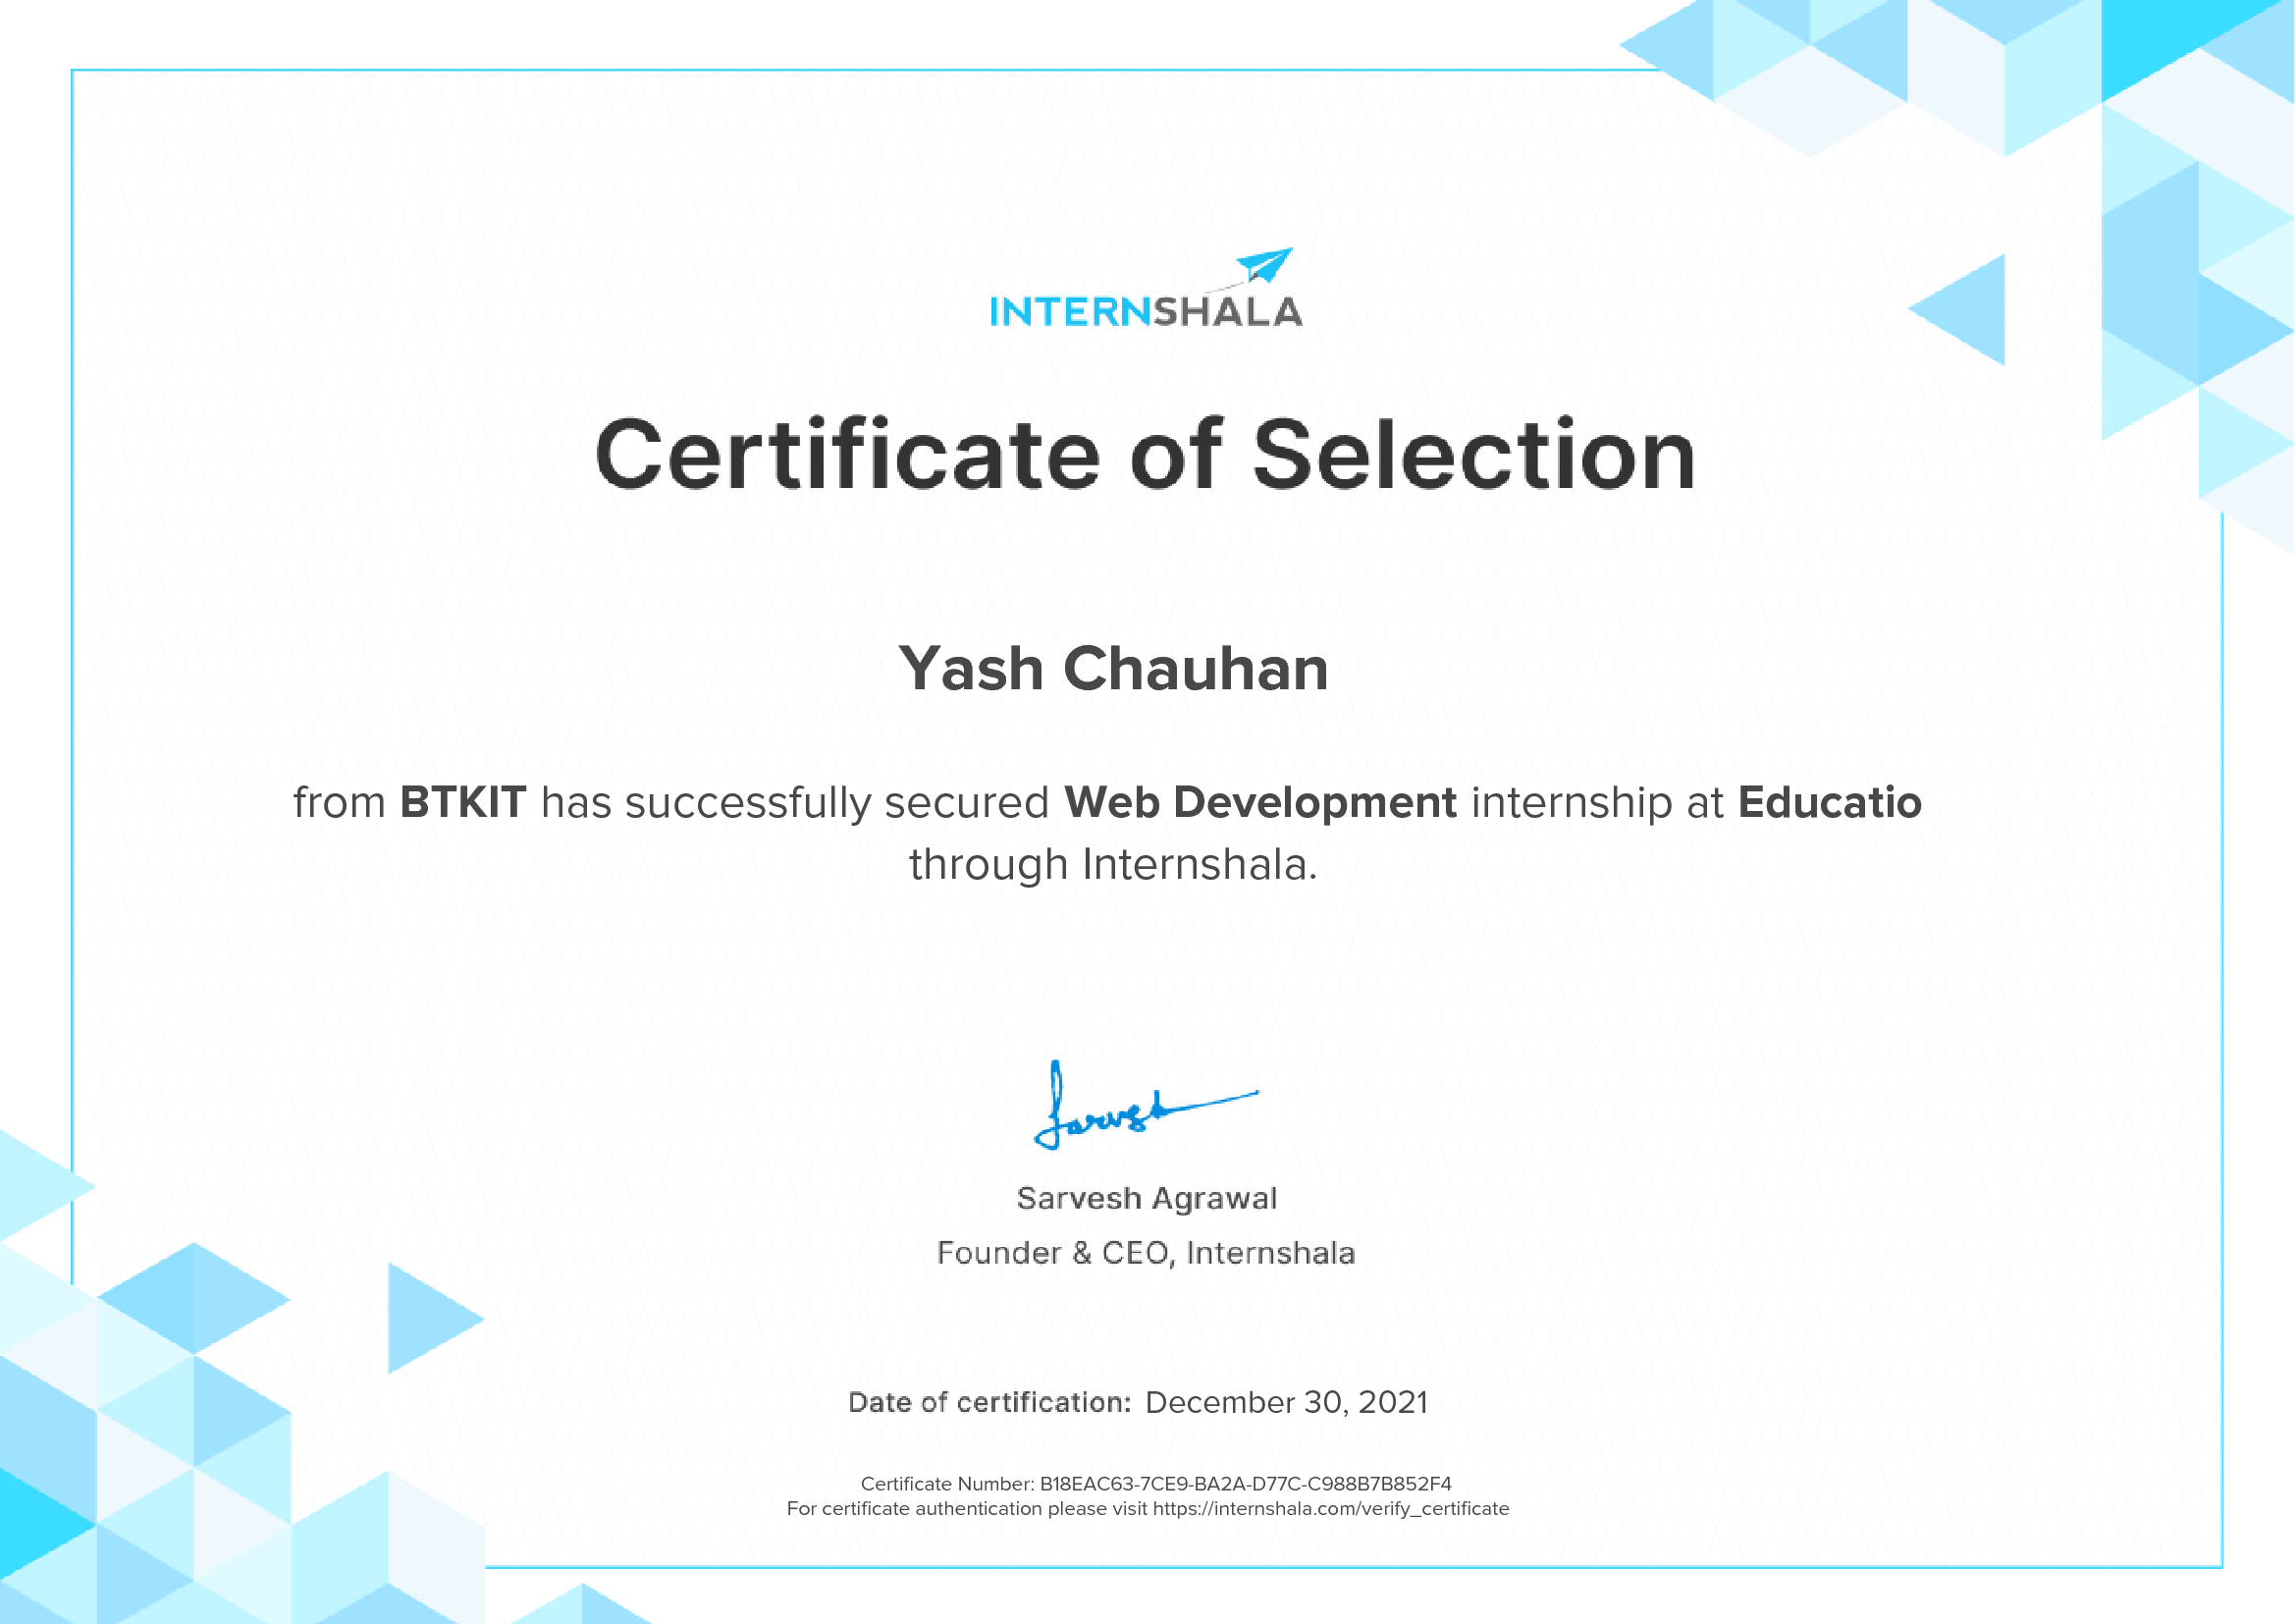 INTERNSHALA
Certificate of Selection
Yash Chauhan
from BTKIT has successfully secured Web Development internship at Educatio
through Internshala.
Sarvesh
Sarvesh Agrawal
Founder & CEO, Internshala
Date of certification: December 30, 2021
Certificate Number: B18EAC63-7CE9-BA2A-D77C-C988B7B852F4
For certificate authentication please visit https://internshala.com/verify_certificate